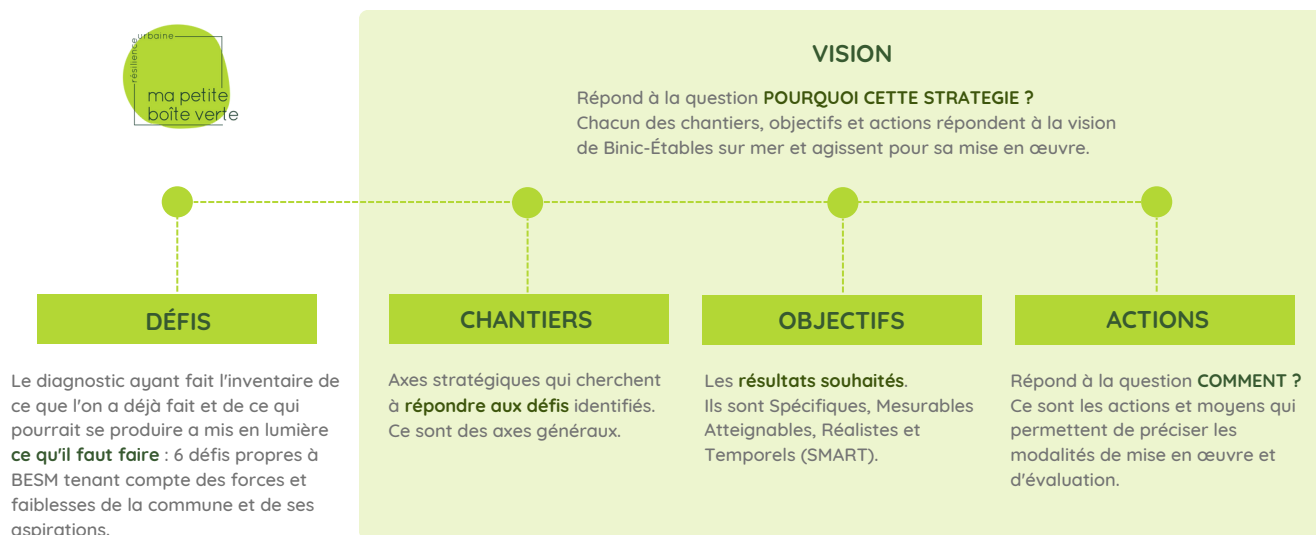 urbaine
résilience
ma petite
boîte verte
VISION
Répond à la question POURQUOI CETTE STRATEGIE ?
Chacun des chantiers, objectifs et actions répondent à la vision
de Binic-Étables sur mer et agissent pour sa mise en œuvre.
DÉFIS
Le diagnostic ayant fait l'inventaire de
ce que l'on a déjà fait et de ce qui
pourrait se produire a mis en lumière
ce qu'il faut faire : 6 défis propres à
BESM tenant compte des forces et
faiblesses de la commune et de ses
aspirations.
CHANTIERS
Axes stratégiques qui cherchent
à répondre aux défis identifiés.
Ce sont des axes généraux.
OBJECTIFS
Les résultats souhaités.
Ils sont Spécifiques, Mesurables
Atteignables, Réalistes et
Temporels (SMART).
ACTIONS
Répond à la question COMMENT ?
Ce sont les actions et moyens qui
permettent de préciser les
modalités de mise en œuvre et
d'évaluation.